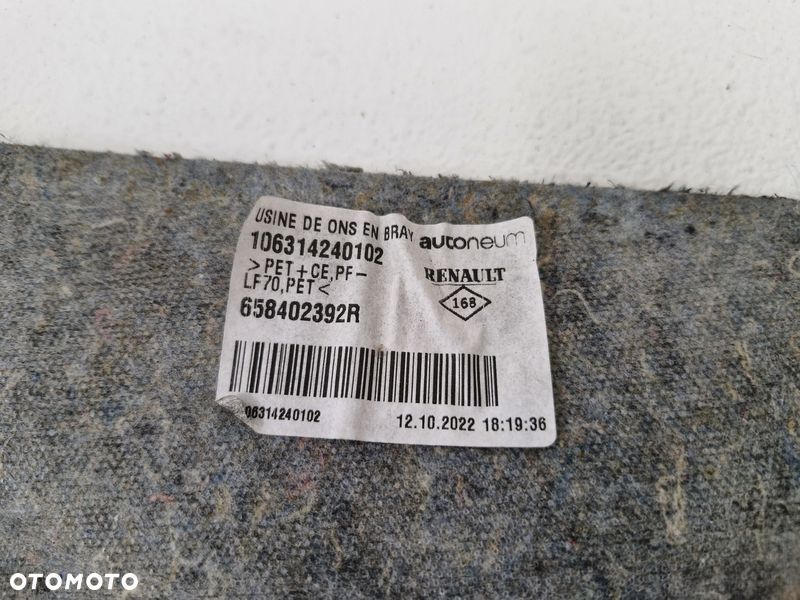 USINE DE ONS EN BRAY autoneum
106314240102
>PET+CE,PF-
LF70,PET<
RENAULT
168
658402392R
06314240102 12.10.2022 18:19:36
OTOMOTO